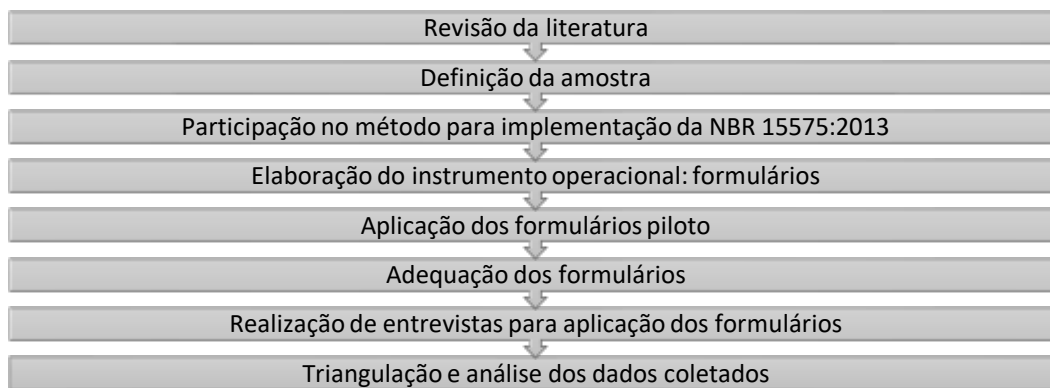 Revisão da literatura
Definição da amostra
Participação no método para implementação da NBR 15575:2013
Elaboração do instrumento operacional: formulários
Aplicação dos formulários piloto
Adequação dos formulários
Realização de entrevistas para aplicação dos formulários
Triangulação e análise dos dados coletados